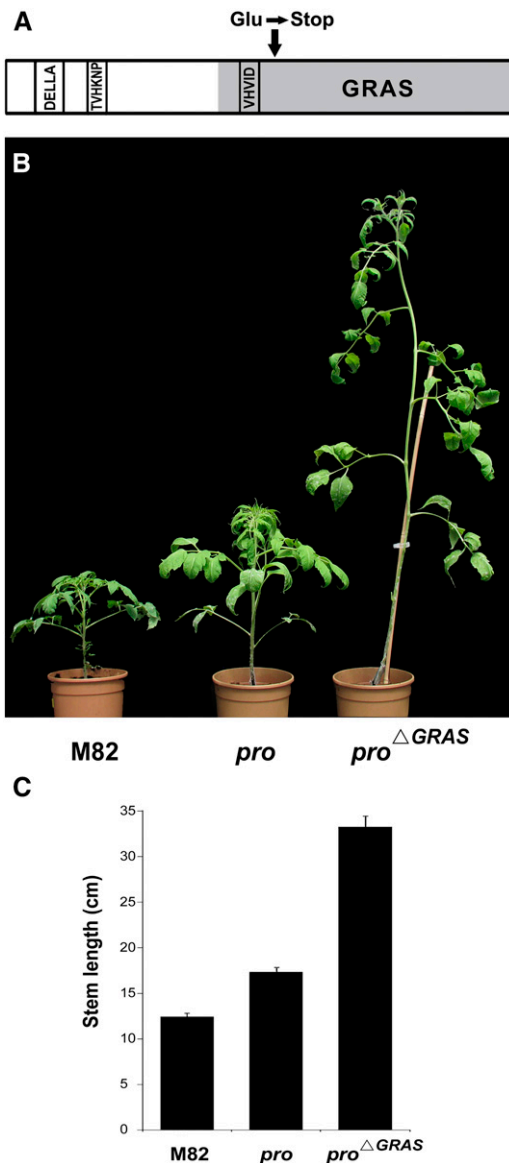 A
Glu → Stop
DELLA
TVHKNP
VHVID
GRAS
B
M82 pro pro△GRAS
C
35
30
25
20
15
10
5
0
Stem length (cm)
M82 pro pro△GRAS